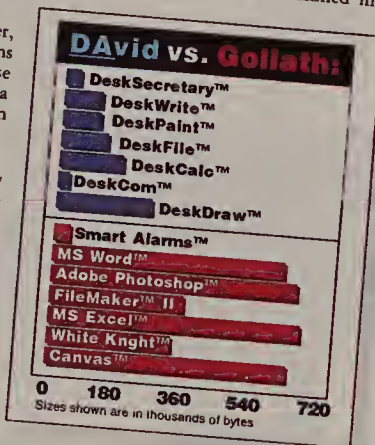 DAvid vs. Goliath:
DeskSecretary™
DeskWrite™
DeskPaint™
DeskFile™
DeskCalc™
DeskCom™
DeskDraw™
Smart Alarms™
MS Word™
Adobe Photoshop™
FileMaker™ II
MS Excel™
White Knght™
Canvas™
0 180 360 540 720
Sizes shown are in thousands of bytes